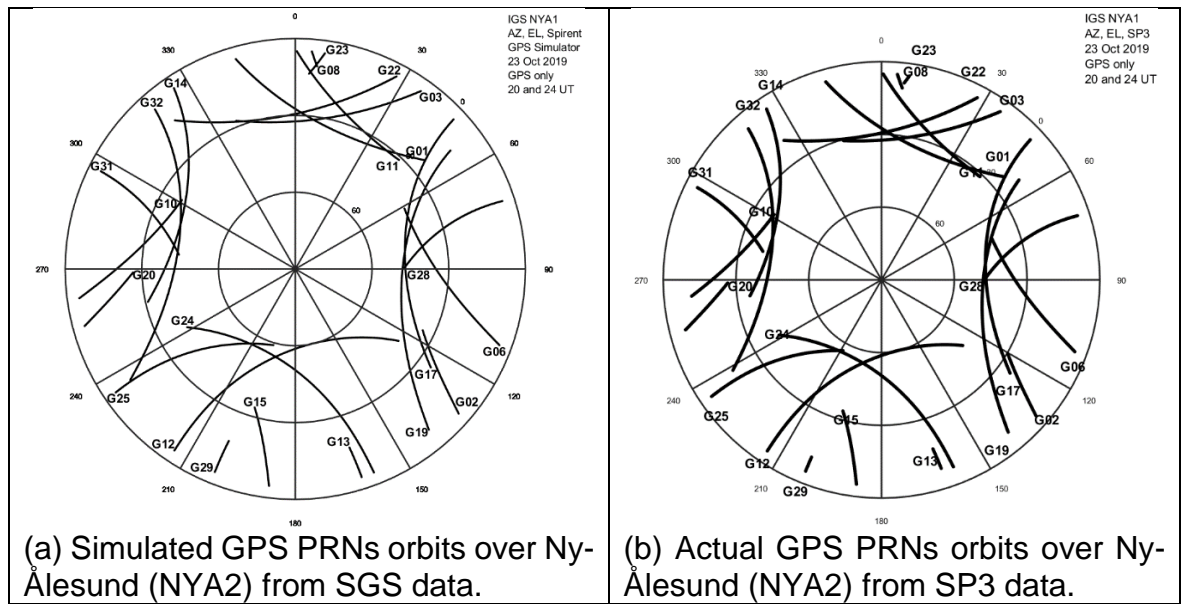 0
30
60
90
120
150
180
210
240
270
300
330
0
60
G23
G08
G22
G03
G14
G32
G01
G11
G31
G10
G20
G28
G24
G06
G17
G02
G25
G15
G19
G12
G13
G29
IGS NYA1
AZ, EL, Spirent
GPS Simulator
23 Oct 2019
GPS only
20 and 24 UT
(a) Simulated GPS PRNs orbits over Ny-
Ålesund (NYA2) from SGS data.
0
30
60
90
120
150
180
210
240
270
300
330
0
60
G23
G08
G22
G03
G14
G32
G01
G11
G31
G10
G20
G28
G24
G06
G17
G02
G25
G15
G19
G12
G13
G29
IGS NYA1
AZ, EL, SP3
23 Oct 2019
GPS only
20 and 24 UT
(b) Actual GPS PRNs orbits over Ny-
Ålesund (NYA2) from SP3 data.